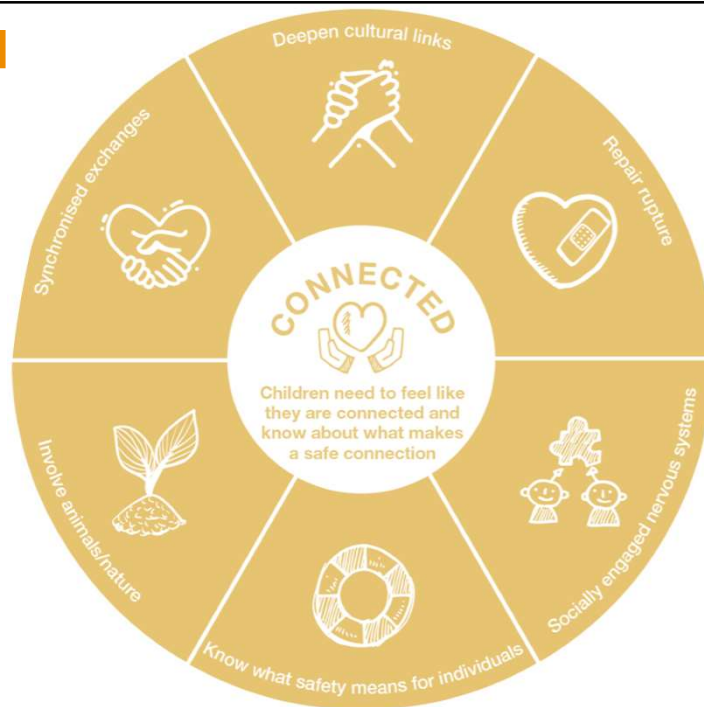 Deepen cultural links
Repair rupture
Socially engaged nervous systems
Know what safety means for individuals
Involve animals/nature
Synchronised exchanges
CONNECTED
Children need to feel like
they are connected and
know about what makes
a safe connection